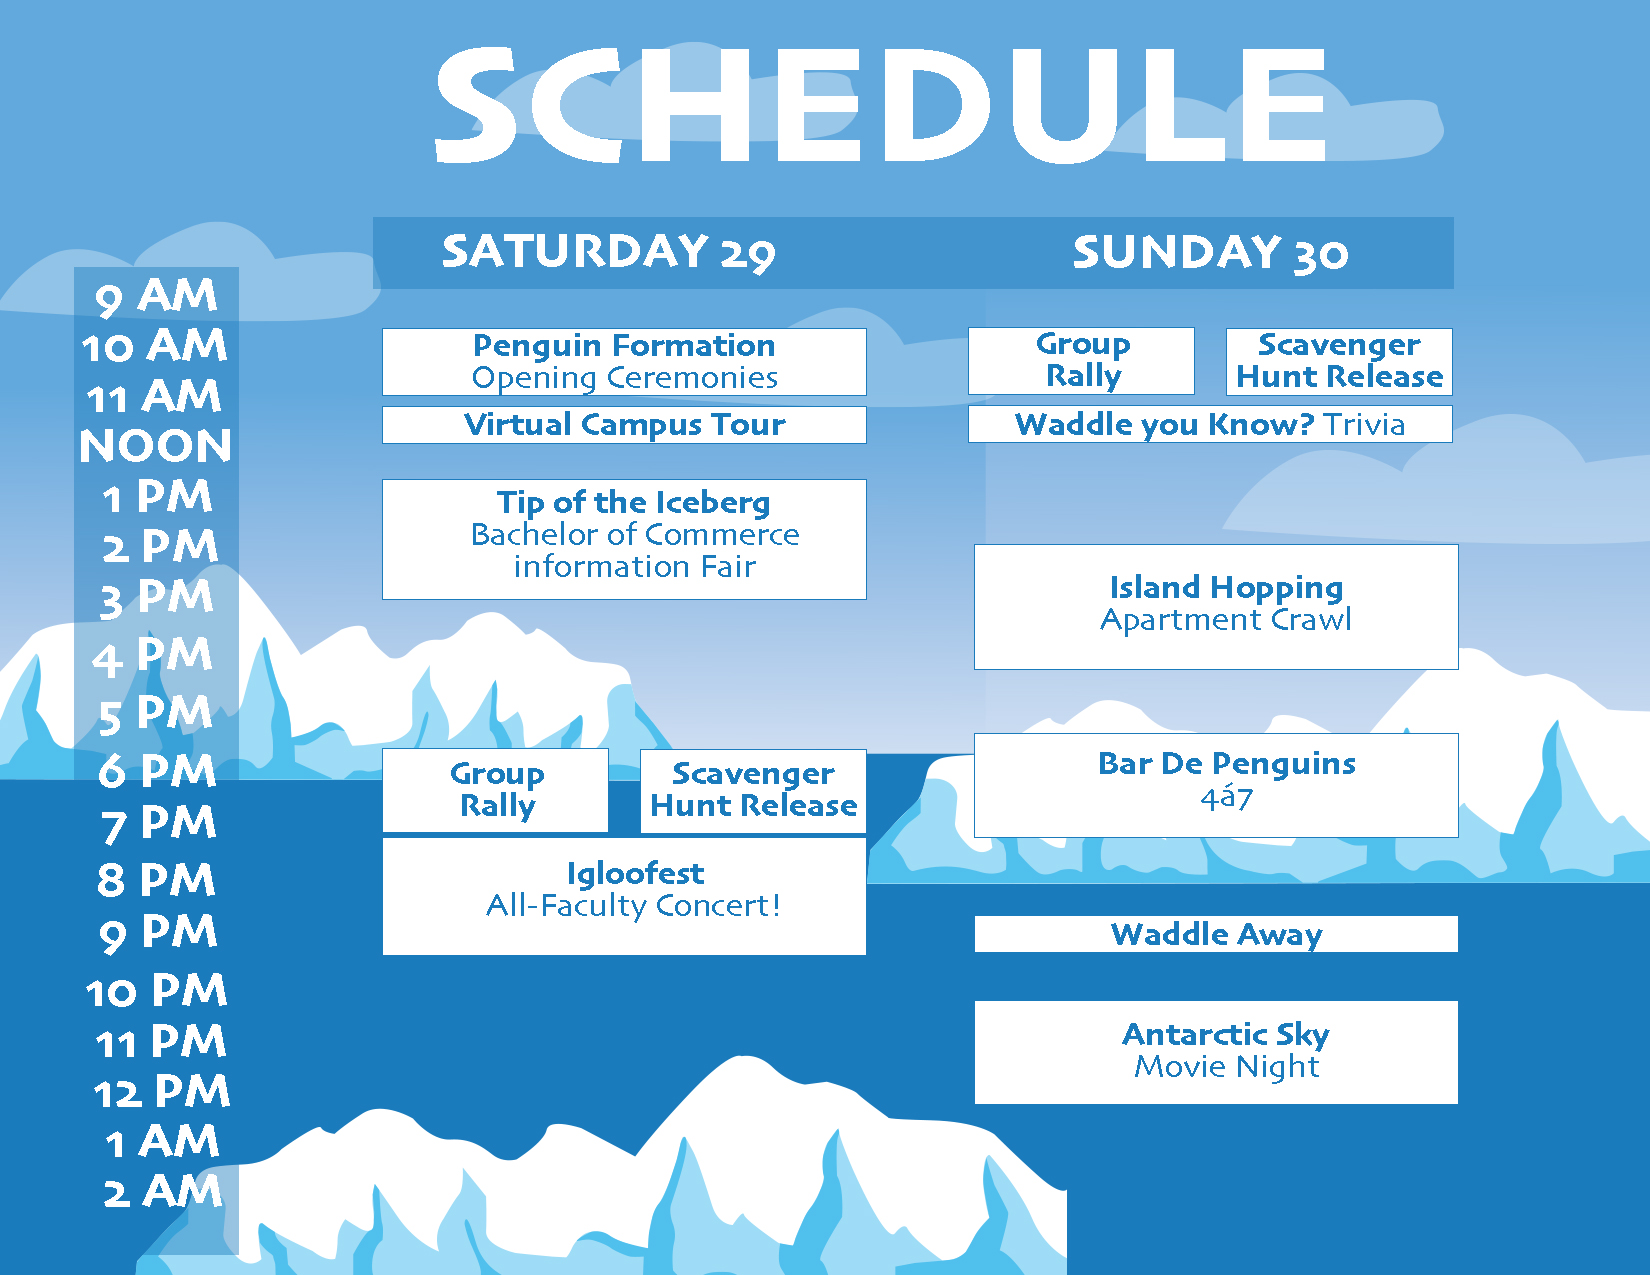 SCHEDULE
SATURDAY 29
SUNDAY 30
9 AM
10 AM
11 AM
NOON
1 PM
2 PM
3 PM
4 PM
5 PM
6 PM
7 PM
8 PM
9 PM
10 PM
11 PM
12 PM
1 AM
2 AM
Penguin Formation
Opening Ceremonies
Virtual Campus Tour
Tip of the Iceberg
Bachelor of Commerce
information Fair
Group
Rally
Scavenger
Hunt Release
Igloofest
All-Faculty Concert!
Group
Rally
Scavenger
Hunt Release
Waddle you Know? Trivia
Island Hopping
Apartment Crawl
Bar De Penguins
4á7
Waddle Away
Antarctic Sky
Movie Night